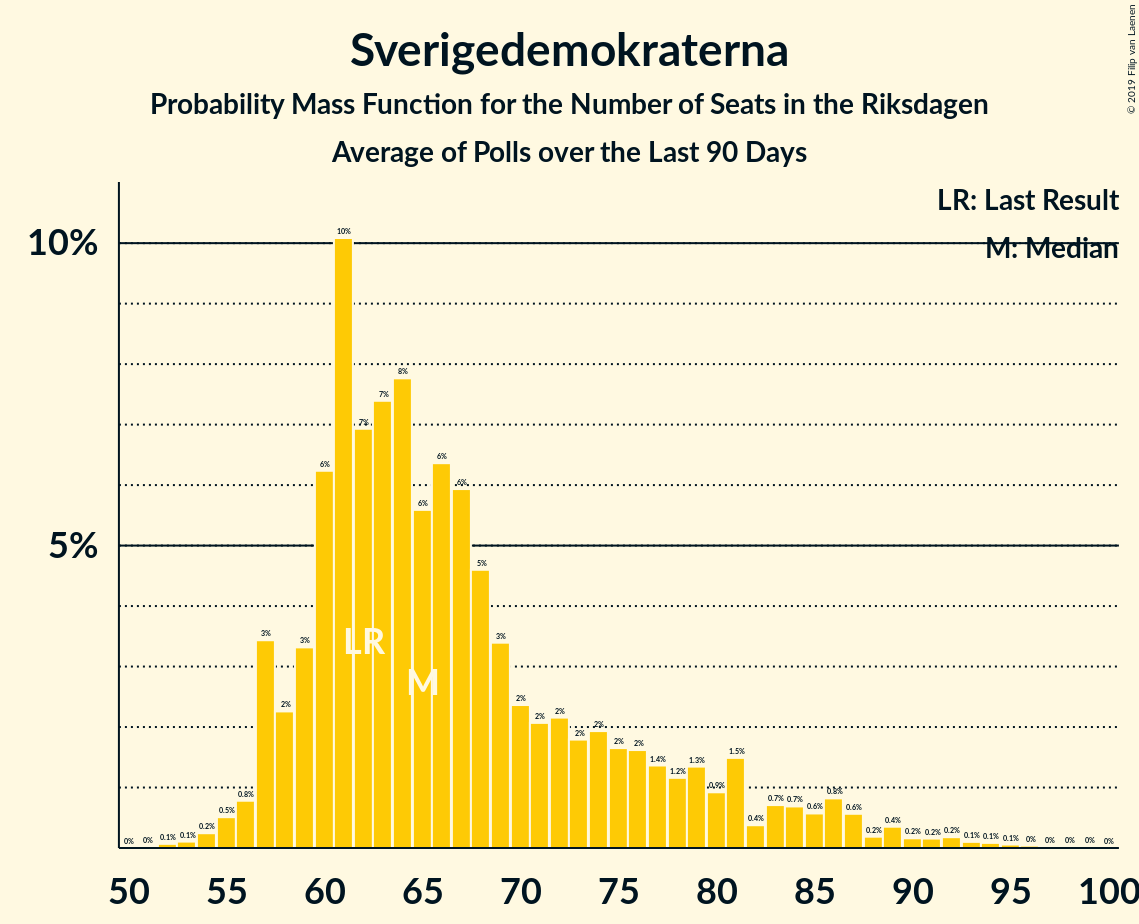 Sverigedemokraterna
Probability Mass Function for the Number of Seats in the Riksdagen
Average of Polls over the Last 90 Days
© 2019 Filip van Laenen
LR: Last Result
M: Median
10%
5%
0% 0% 0.1% 0.1% 0.2% 0.5% 0.8% 3% 2% 3% 6% 10% 7% 7% 8% 6% 6% 6% 5% 3% 2% 2% 2% 2% 2% 2% 2% 1.4% 1.2% 1.3% 0.9% 1.5% 0.4% 0.7% 0.7% 0.6% 0.8% 0.6% 0.2% 0.4% 0.2% 0.2% 0.2% 0.1% 0.1% 0.1% 0% 0% 0% 0% 0%
LR
M
50 55 60 65 70 75 80 85 90 95 100